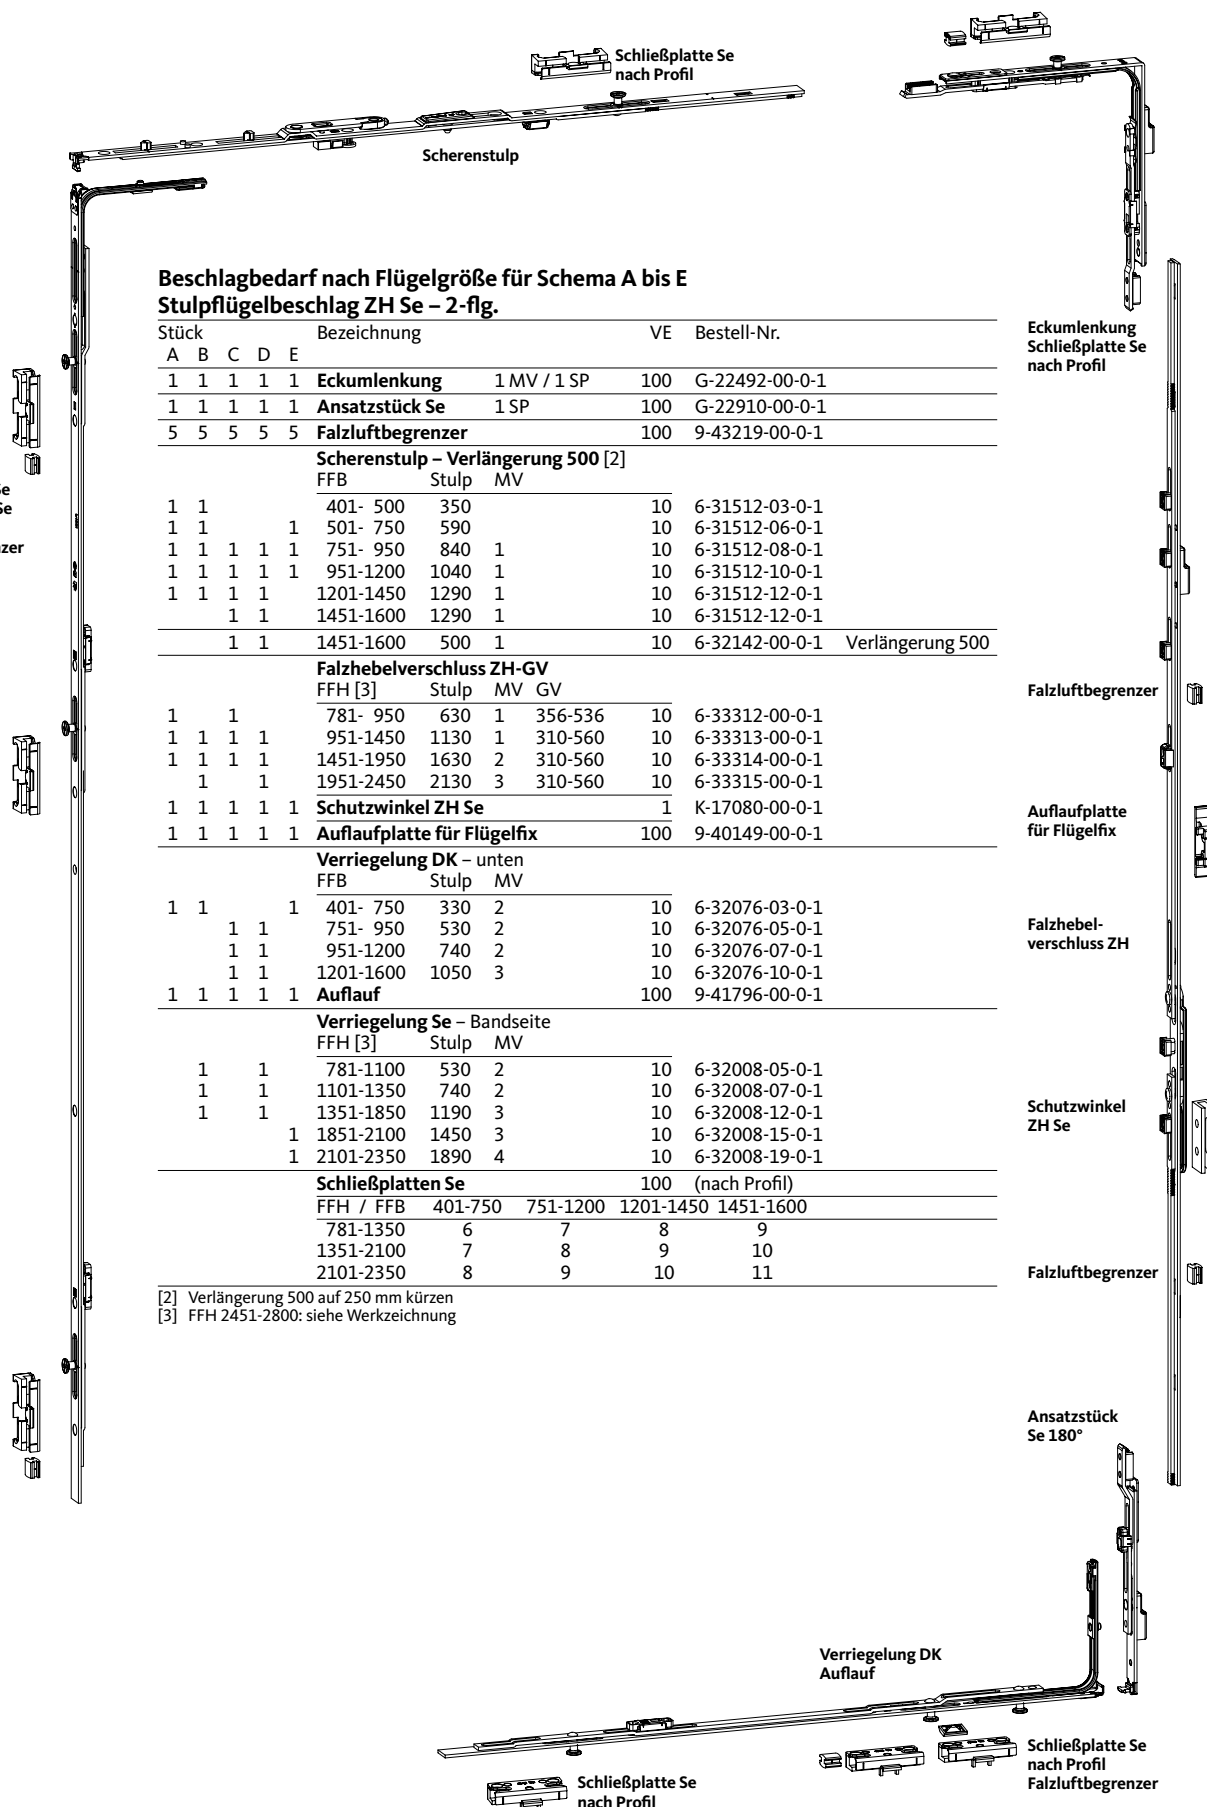 Schließplatte Se
nach Profil
Scherenstulp
Beschlagbedarf nach Flügelgröße für Schema A bis E
Stulpflügelbeschlag ZH Se – 2-flg.
Stück Bezeichnung VE Bestell-Nr.
A B C D E
1 1 1 1 1 Eckumlenkung 1 MV / 1 SP 100 G-22492-00-0-1
1 1 1 1 1 Ansatzstück Se 1 SP 100 G-22910-00-0-1
5 5 5 5 5 Falzluftbegrenzer 100 9-43219-00-0-1
Scherenstulp – Verlängerung 500 [2]
FFB Stulp MV
1 1 401- 500 350 10 6-31512-03-0-1
1 1 1 501- 750 590 10 6-31512-06-0-1
1 1 1 1 1 751- 950 840 1 10 6-31512-08-0-1
1 1 1 1 1 951-1200 1040 1 10 6-31512-10-0-1
1 1 1 1 1201-1450 1290 1 10 6-31512-12-0-1
1 1 1451-1600 1290 1 10 6-31512-12-0-1
1 1 1451-1600 500 1 10 6-32142-00-0-1 Verlängerung 500
Falzhebelverschluss ZH-GV
FFH [3] Stulp MV GV
1 1 781- 950 630 1 356-536 10 6-33312-00-0-1
1 1 1 1 951-1450 1130 1 310-560 10 6-33313-00-0-1
1 1 1 1 1451-1950 1630 2 310-560 10 6-33314-00-0-1
1 1 1951-2450 2130 3 310-560 10 6-33315-00-0-1
1 1 1 1 1 Schutzwinkel ZH Se 1 K-17080-00-0-1
1 1 1 1 1 Auflaufplatte für Flügelfix 100 9-40149-00-0-1
Verriegelung DK – unten
FFB Stulp MV
1 1 1 401- 750 330 2 10 6-32076-03-0-1
1 1 751- 950 530 2 10 6-32076-05-0-1
1 1 951-1200 740 2 10 6-32076-07-0-1
1 1 1201-1600 1050 3 10 6-32076-10-0-1
1 1 1 1 1 Auflauf 100 9-41796-00-0-1
Verriegelung Se – Bandseite
FFH [3] Stulp MV
1 1 781-1100 530 2 10 6-32008-05-0-1
1 1 1101-1350 740 2 10 6-32008-07-0-1
1 1 1351-1850 1190 3 10 6-32008-12-0-1
1 1851-2100 1450 3 10 6-32008-15-0-1
1 2101-2350 1890 4 10 6-32008-19-0-1
Schließplatten Se 100 (nach Profil)
FFH / FFB 401-750 751-1200 1201-1450 1451-1600
781-1350 6 7 8 9
1351-2100 7 8 9 10
2101-2350 8 9 10 11
[2] Verlängerung 500 auf 250 mm kürzen
[3] FFH 2451-2800: siehe Werkzeichnung
Eckumlenkung
Schließplatte Se
nach Profil
Falzluftbegrenzer
Auflaufplatte
für Flügelfix
Falzhebel-
verschluss ZH
Schutzwinkel
ZH Se
Falzluftbegrenzer
Ansatzstück
Se 180°
Verriegelung DK
Auflauf
Schließplatte Se
nach Profil
Falzluftbegrenzer
Schließplatte Se
nach Profil